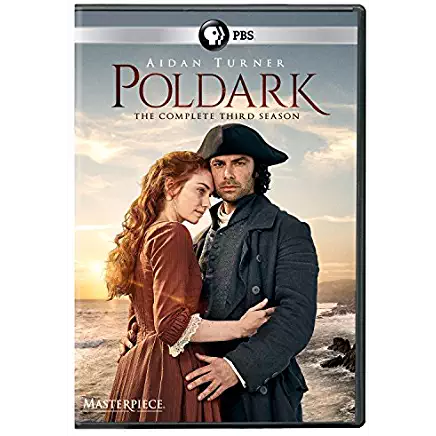 PBS
AIDAN TURNER
POLDARK
THE COMPLETE THIRD SEASON
MASTERPIECE.